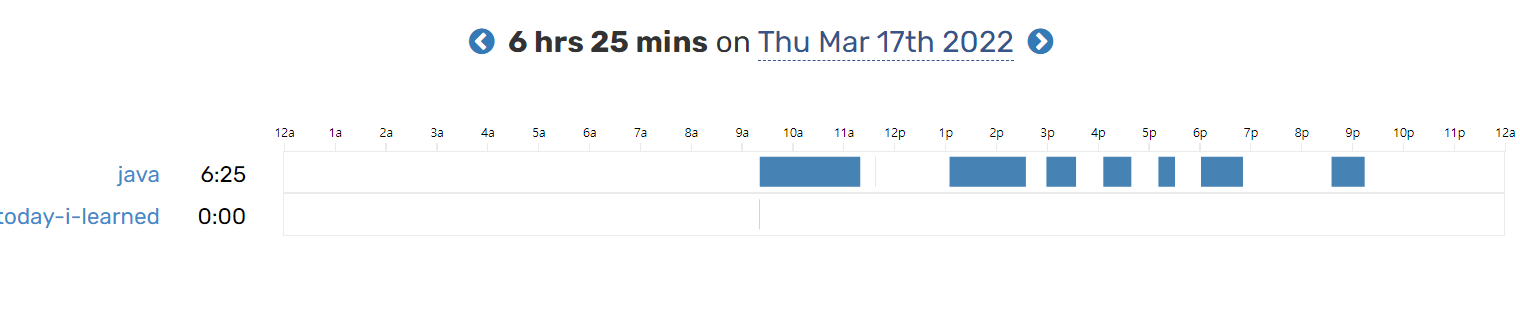 6 hrs 25 mins on Thu Mar 17th 2022
12a 1a 2a 3a 4a 5a 6a 7a 8a 9a 10a 11a 12p 1p 2p 3p 4p 5p 6p 7p 8p 9p 10p 11p 12a
java 6:25
today-i-learned 0:00